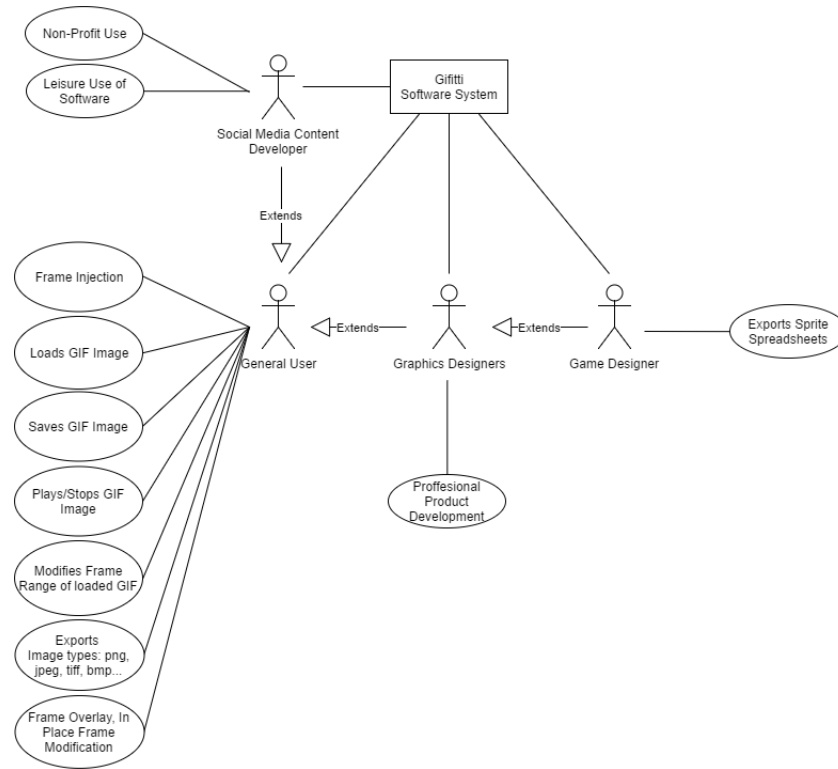 Non-Profit Use
Leisure Use of
Software
Social Media Content
Developer
Gifitti
Software System
Extends
Frame Injection
Loads GIF Image
Saves GIF Image
Plays/Stops GIF
Image
Modifies Frame
Range of loaded GIF
Exports
Image types: png,
jpeg, tiff, bmp...
Frame Overlay, In
Place Frame
Modification
General User
Extends
Graphics Designers
Extends
Game Designer
Exports Sprite
Spreadsheets
Proffesional
Product
Development